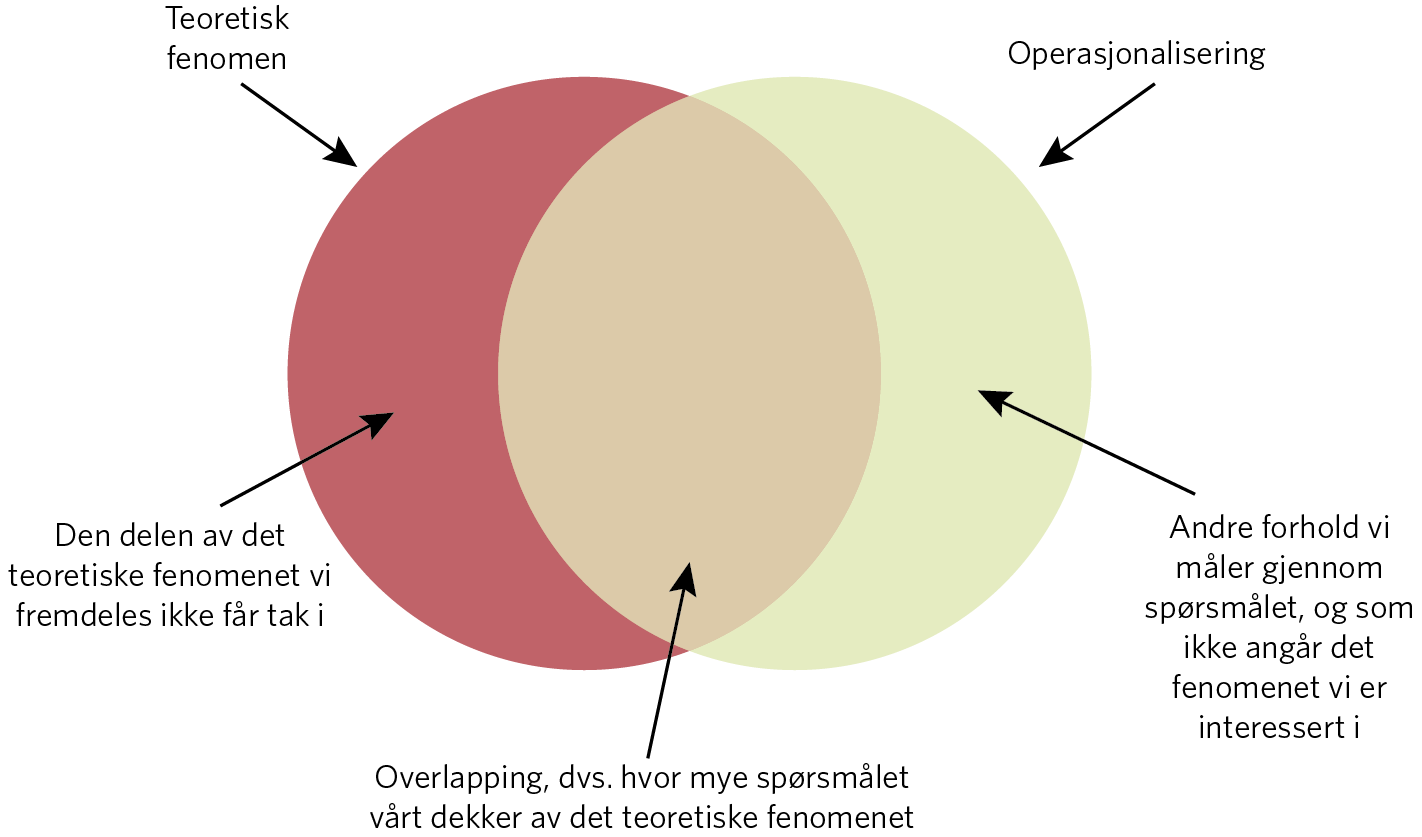 Teoretisk
fenomen
Operasjonalisering
Den delen av det
teoretiske fenomenet vi
fremdeles ikke får tak i
Andre forhold vi
måler gjennom
spørsmålet, og som
ikke angår det
fenomenet vi er
interessert i
Overlapping, dvs. hvor mye spørsmålet
vårt dekker av det teoretiske fenomenet